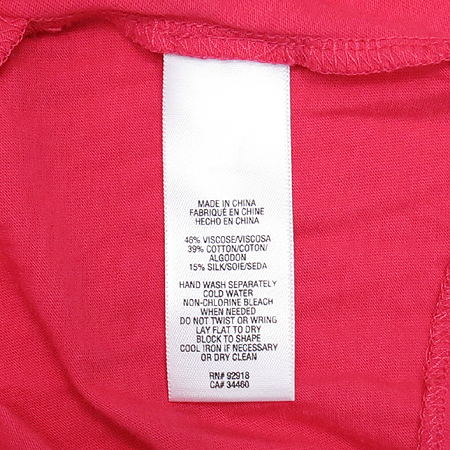 MADE IN CHINA
FABRIQUÉ EN CHINE
HECHO EN CHINA
46% VISCOSE/VISCOSA
39% COTTON/COTON/
ALGODON
15% SILK/SOIE/SEDA
HAND WASH SEPARATELY
COLD WATER
NON-CHLORINE BLEACH
WHEN NEEDED
DO NOT TWIST OR WRING
LAY FLAT TO DRY
BLOCK TO SHAPE
COOL IRON IF NECESSARY
OR DRY CLEAN
RN# 92918
CA# 34460